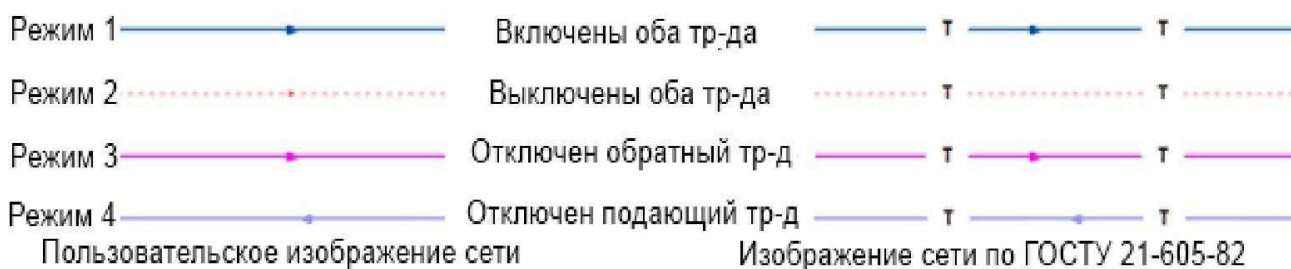 Режим 1 Включены оба тр-да Т Т
Режим 2 Выключены оба тр-да Т Т
Режим 3 Отключен обратный тр-д Т Т
Режим 4 Отключен подающий тр-д Т Т
Пользовательское изображение сети Изображение сети по ГОСТУ 21-605-82